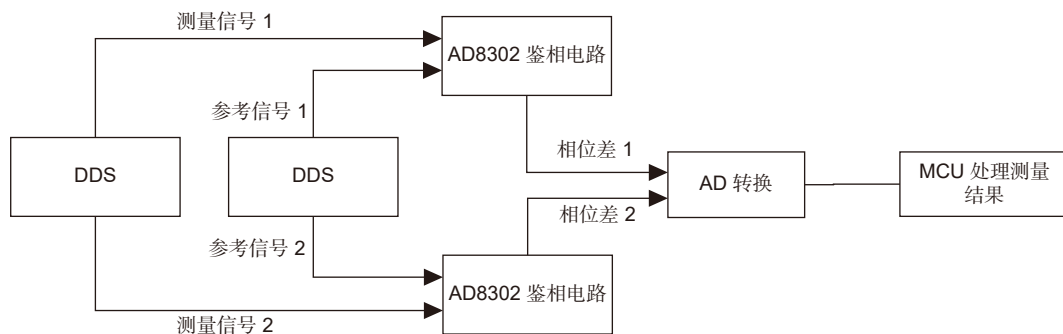 测量信号 1
AD8302 鉴相电路
参考信号 1
DDS
DDS
相位差 1
AD 转换
MCU 处理测量
结果
相位差 2
参考信号 2
AD8302 鉴相电路
测量信号 2